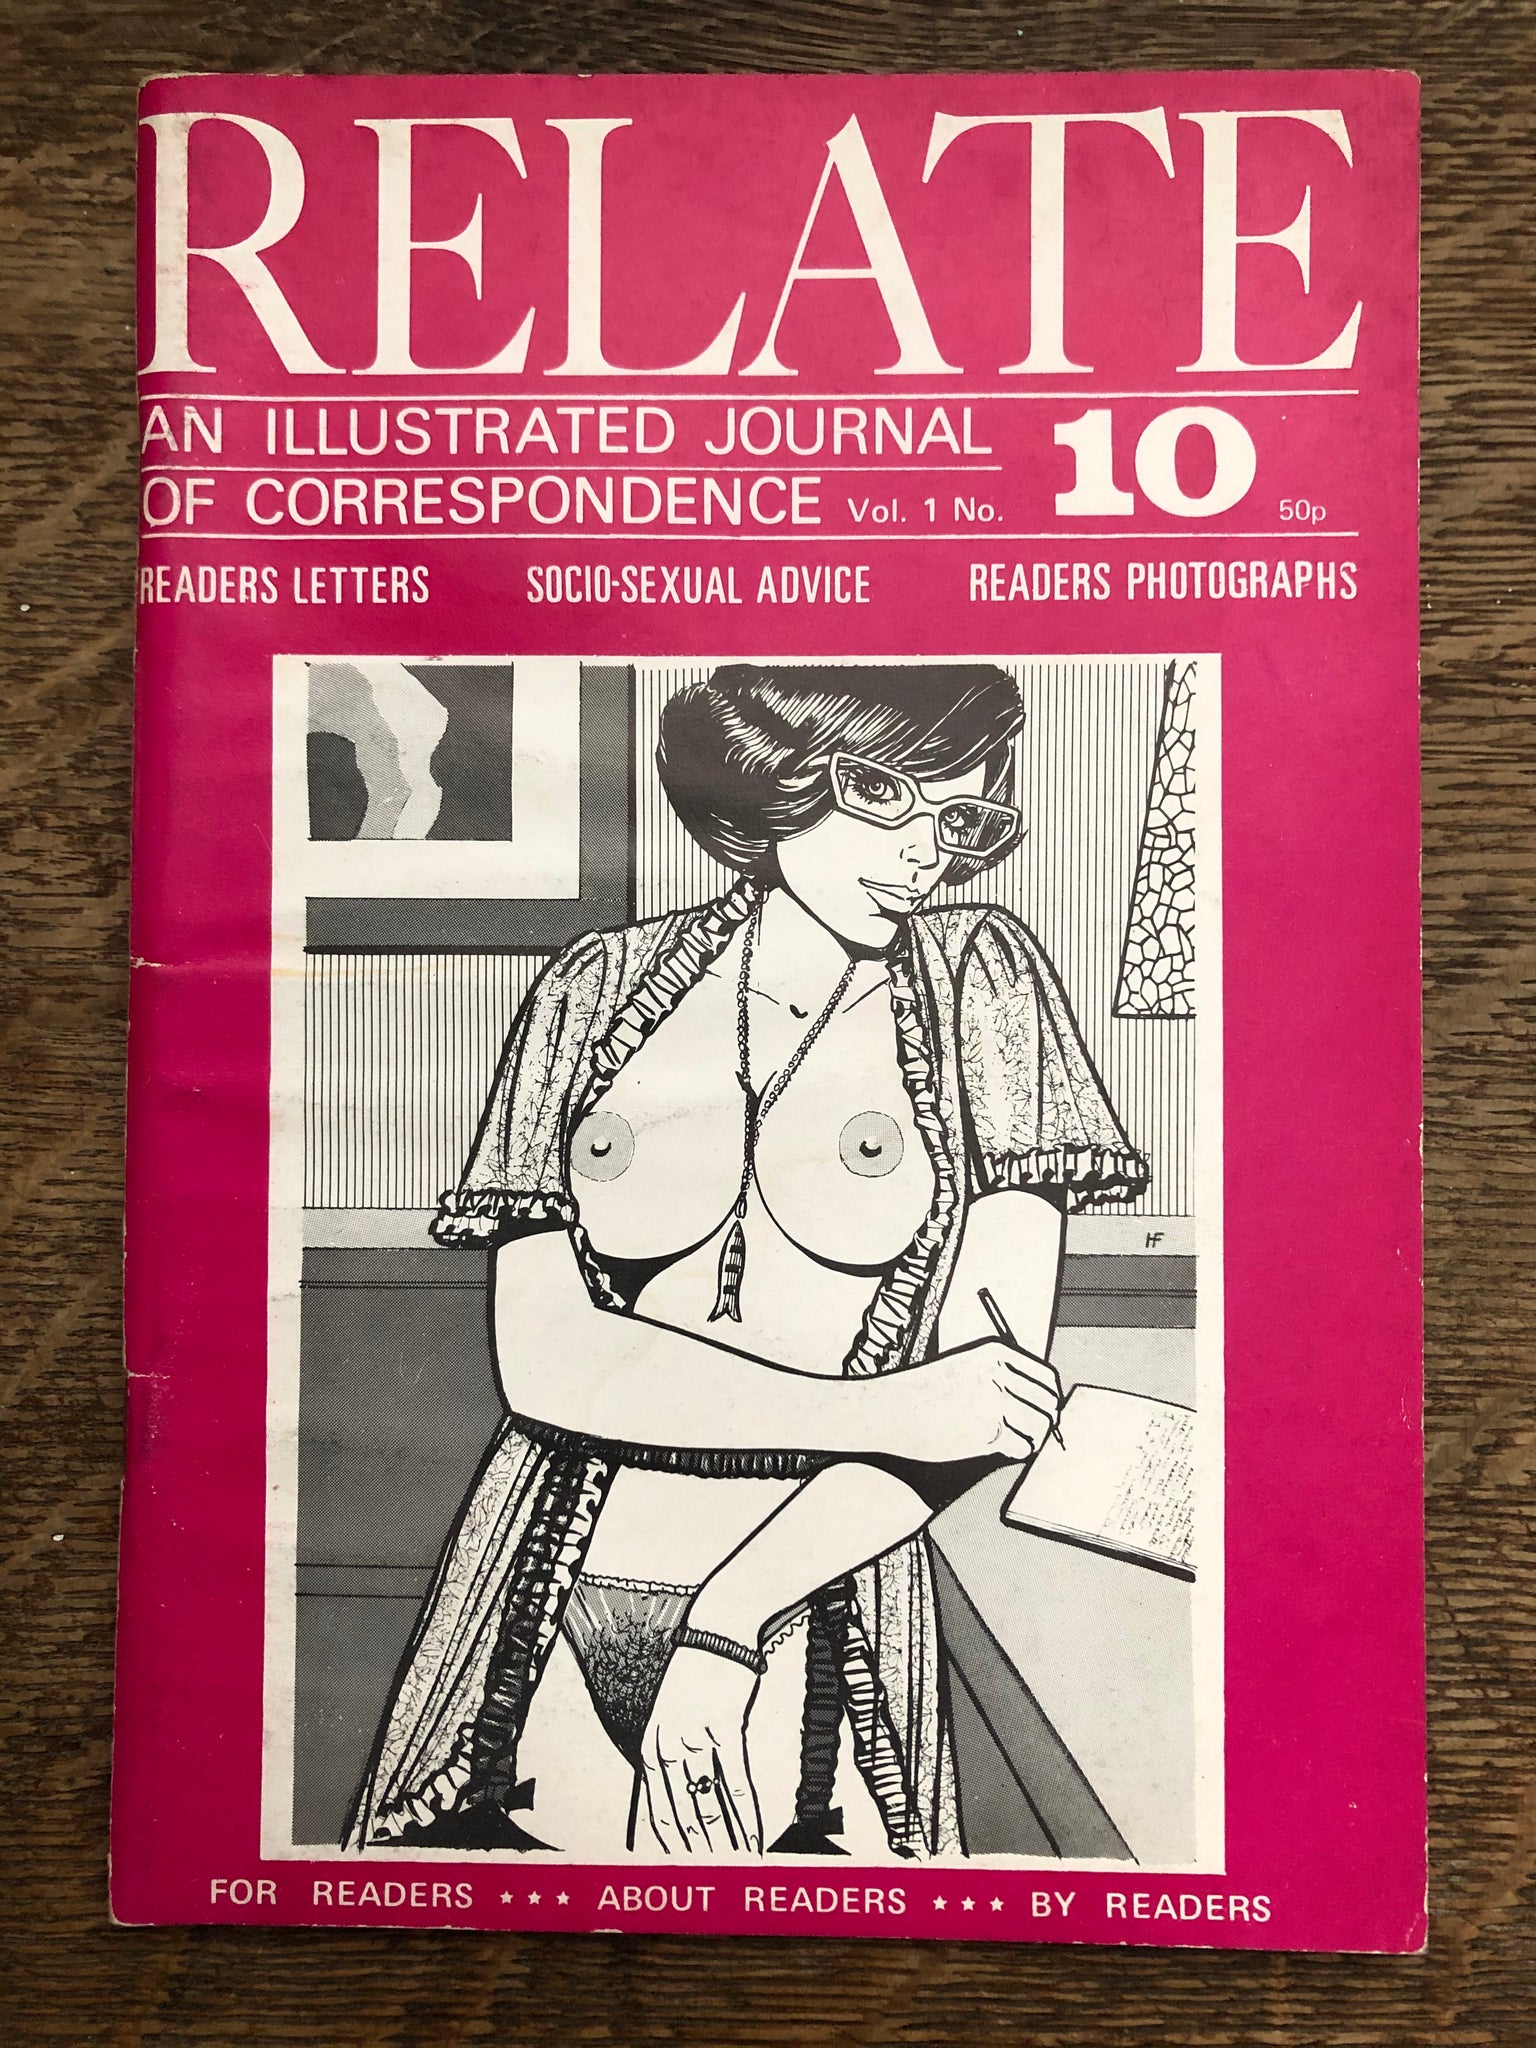 RELATE
AN ILLUSTRATED JOURNAL
OF CORRESPONDENCE Vol. 1 No. 10 50p
READERS LETTERS SOCIO-SEXUAL ADVICE READERS PHOTOGRAPHS
HF
FOR READERS *** ABOUT READERS *** BY READERS